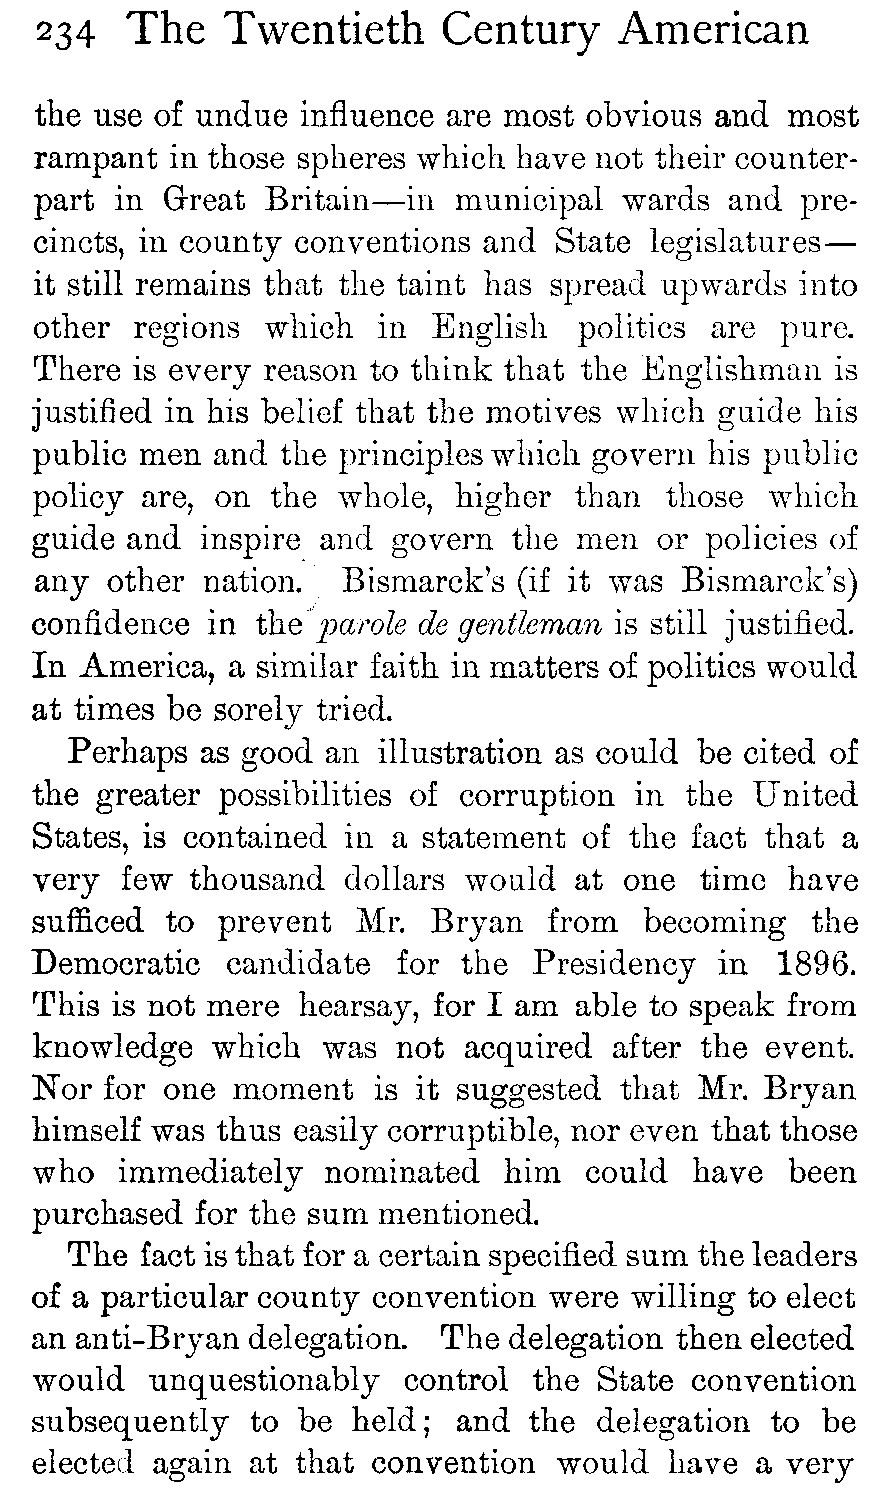 234 The Twentieth Century American
the use of undue influence are most obvious and most
rampant in those spheres which have not their counter-
part in Great Britain—in municipal wards and pre-
cincts, in county conventions and State legislatures—
it still remains that the taint has spread upwards into
other regions which in English politics are pure.
There is every reason to think that the Englishman is
justified in his belief that the motives which guide his
public men and the principles which govern his public
policy are, on the whole, higher than those which
guide and inspire and govern the men or policies of
any other nation. Bismarck's (if it was Bismarck's)
confidence in the parole de gentleman is still justified.
In America, a similar faith in matters of politics would
at times be sorely tried.
Perhaps as good an illustration as could be cited of
the greater possibilities of corruption in the United
States, is contained in a statement of the fact that a
very few thousand dollars would at one time have
sufficed to prevent Mr. Bryan from becoming the
Democratic candidate for the Presidency in 1896.
This is not mere hearsay, for I am able to speak from
knowledge which was not acquired after the event.
Nor for one moment is it suggested that Mr. Bryan
himself was thus easily corruptible, nor even that those
who immediately nominated him could have been
purchased for the sum mentioned.
The fact is that for a certain specified sum the leaders
of a particular county convention were willing to elect
an anti-Bryan delegation. The delegation then elected
would unquestionably control the State convention
subsequently to be held; and the delegation to be
elected again at that convention would have a very